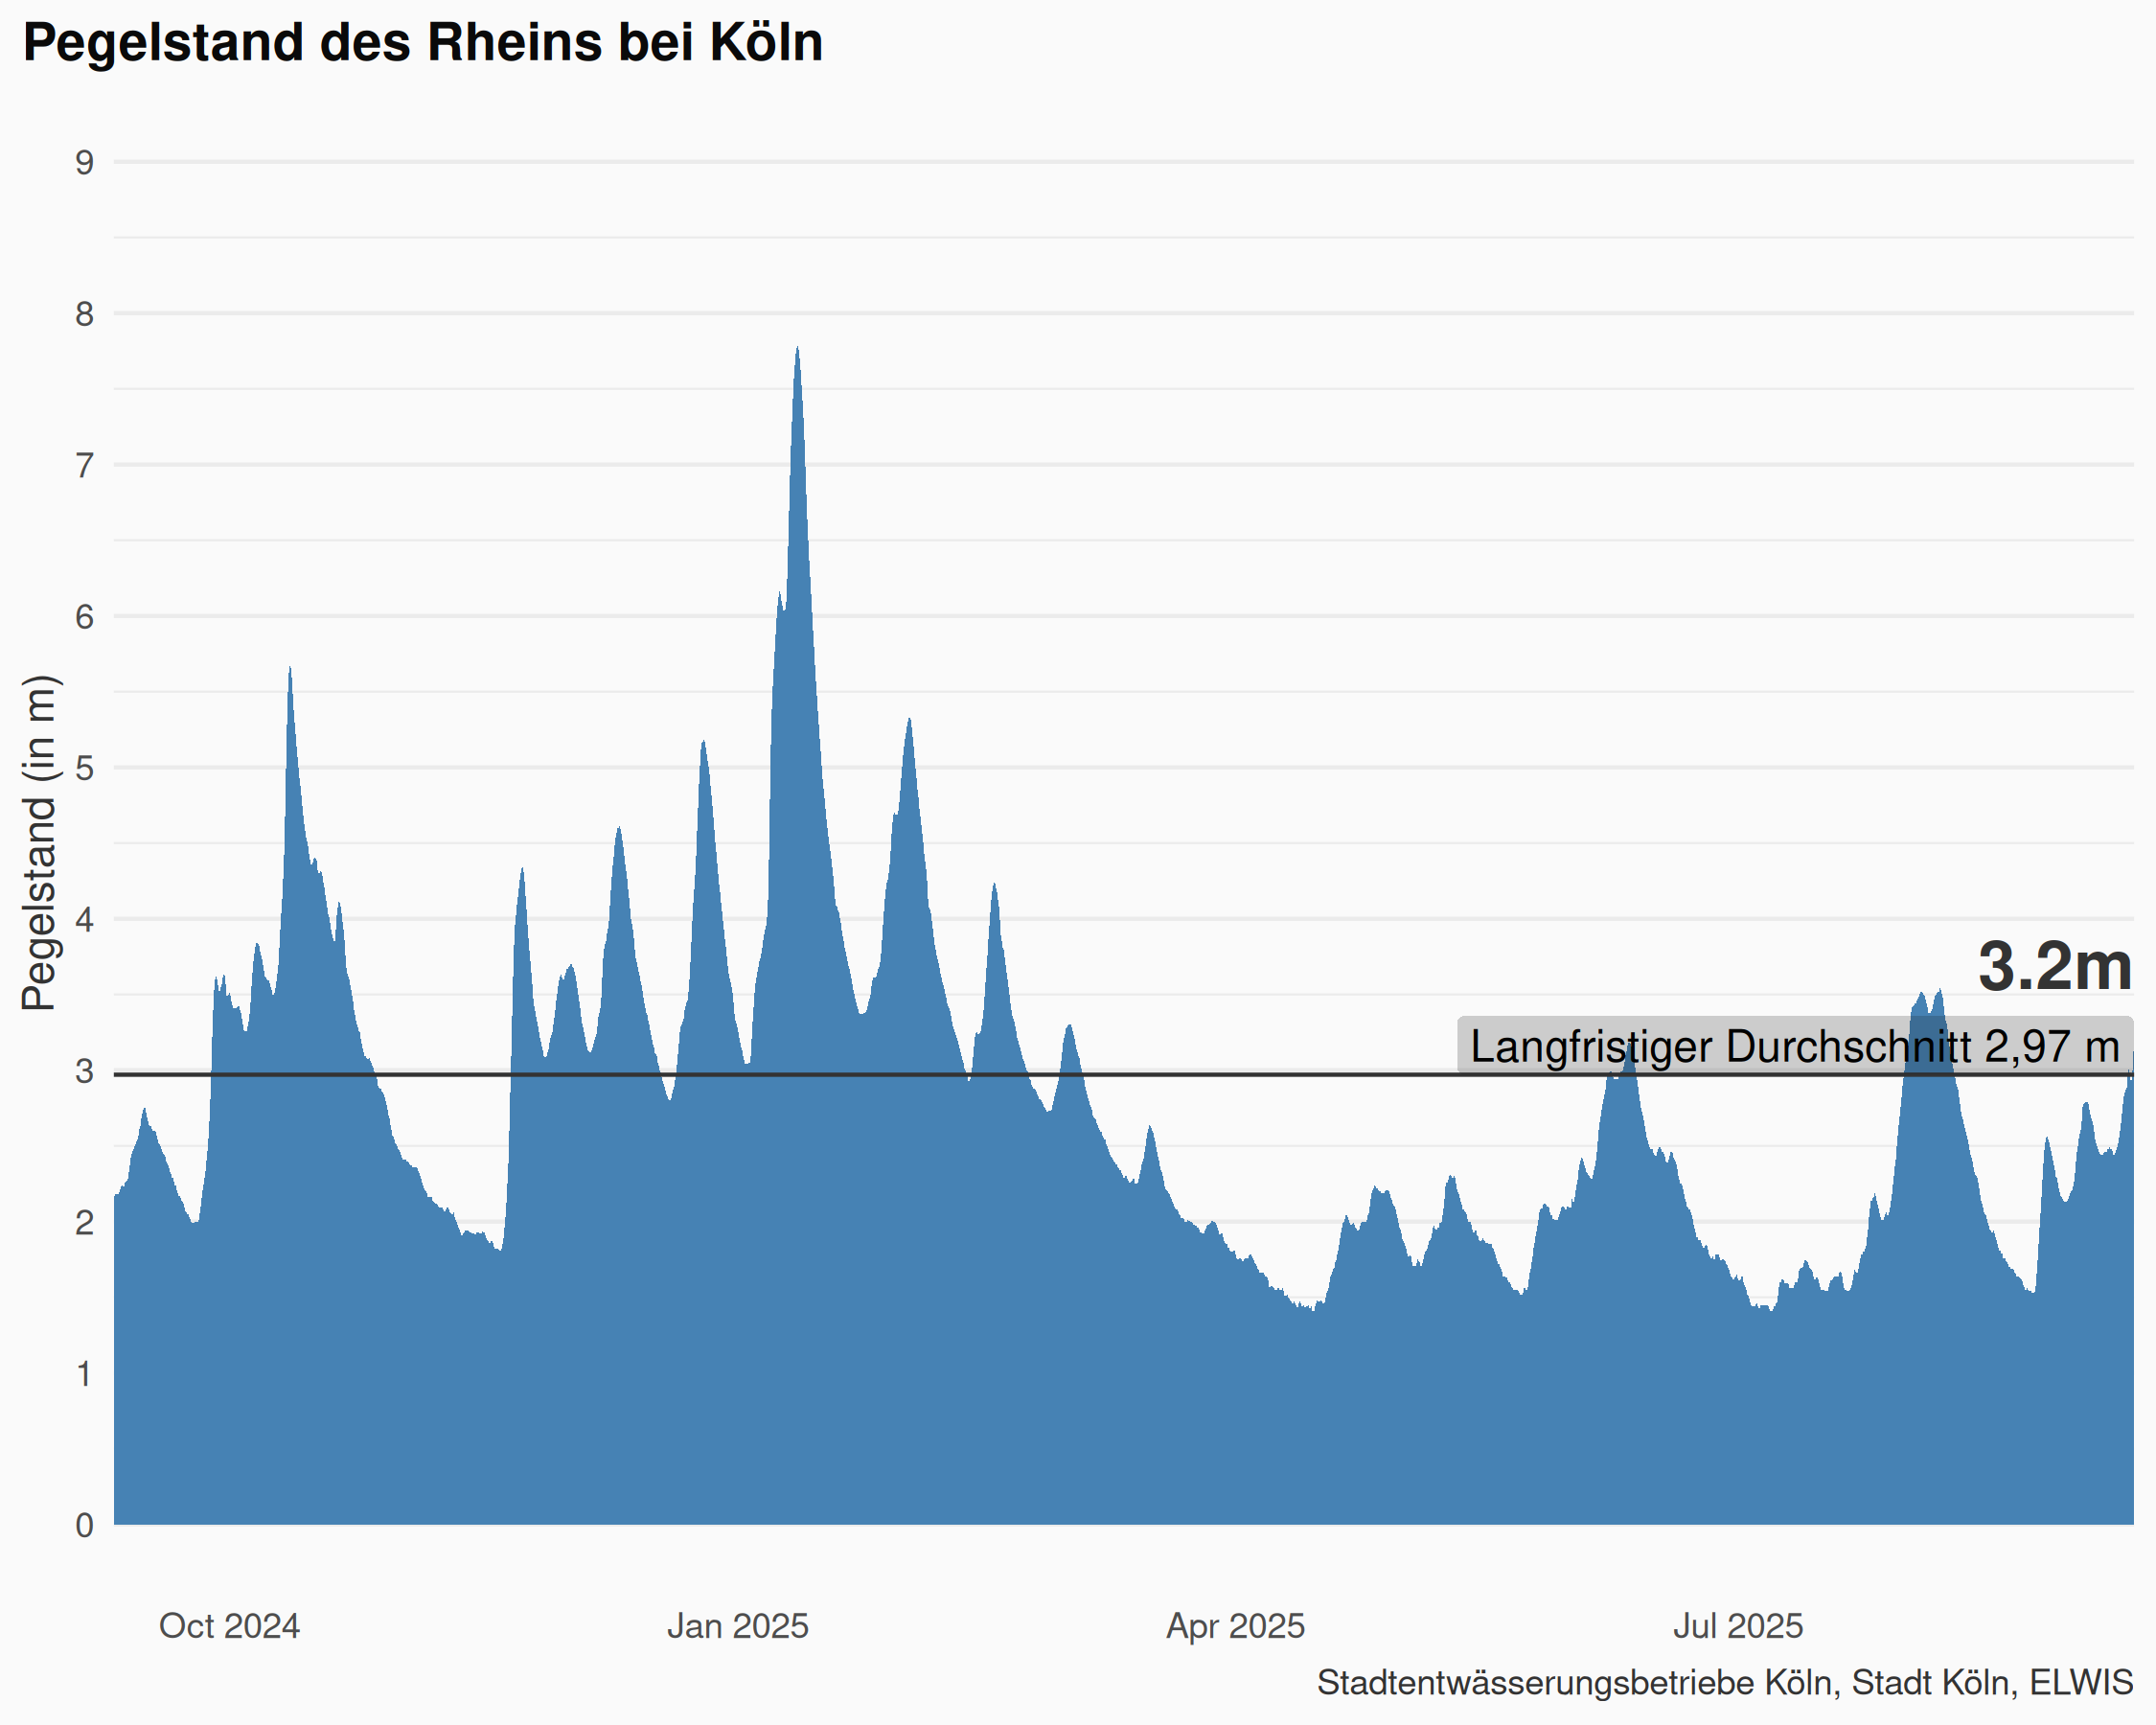 Pegelstand des Rheins bei Köln
Pegelstand (in m)
9
8
7
6
5
4
3
2
1
0
3.2m
Langfristiger Durchschnitt 2,97 m
Oct 2024
Jan 2025
Apr 2025
Jul 2025
Stadtentwässerungsbetriebe Köln, Stadt Köln, ELWIS